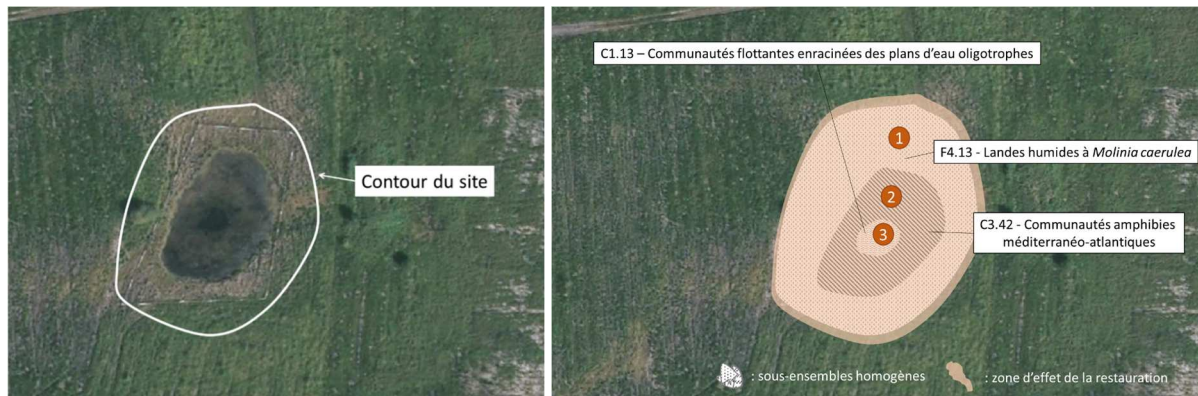 Contour du site
C1.13 – Communautés flottantes enracinées des plans d'eau oligotrophes
1
F4.13 - Landes humides à Molinia caerulea
2
3
C3.42 - Communautés amphibies
méditerranéo-atlantiques
: sous-ensembles homogènes
: zone d'effet de la restauration